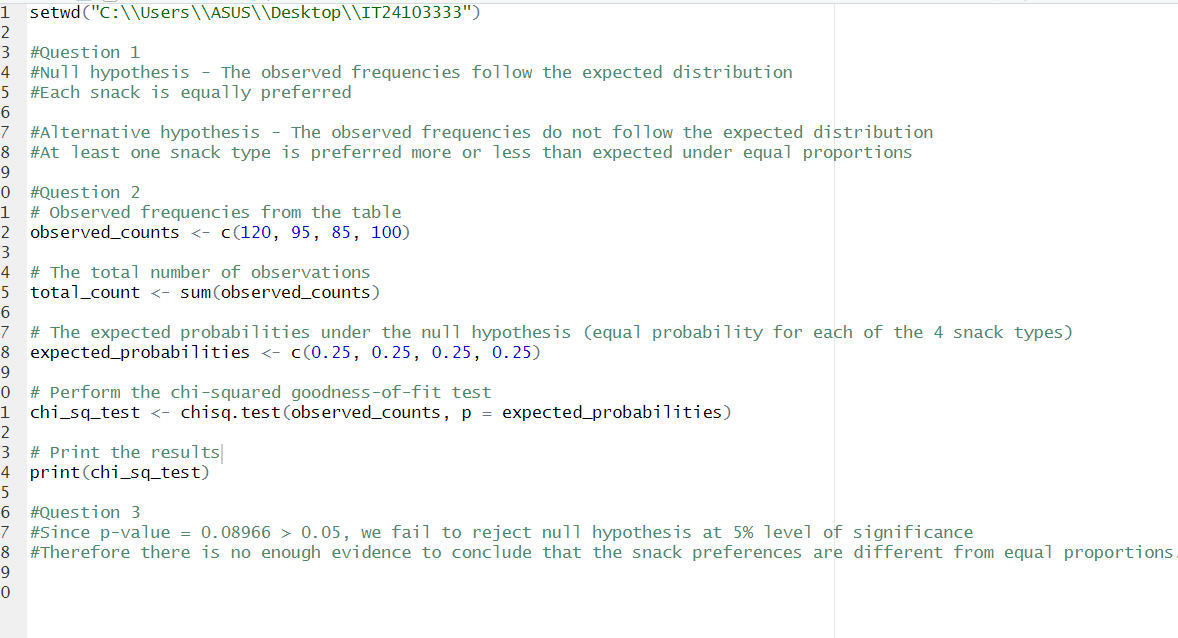 1 setwd("C:\\Users\\ASUS\\Desktop\\IT24103333")
2
3 #Question 1
4 #Null hypothesis - The observed frequencies follow the expected distribution
5 #Each snack is equally preferred
6
7 #Alternative hypothesis - The observed frequencies do not follow the expected distribution
8 #At least one snack type is preferred more or less than expected under equal proportions
9
0 #Question 2
1 # Observed frequencies from the table
2 observed_counts <- c(120, 95, 85, 100)
3
4 # The total number of observations
5 total_count <- sum(observed_counts)
6
7 # The expected probabilities under the null hypothesis (equal probability for each of the 4 snack types)
8 expected_probabilities <- c(0.25, 0.25, 0.25, 0.25)
9
0 # Perform the chi-squared goodness-of-fit test
1 chi_sq_test <- chisq.test(observed_counts, p = expected_probabilities)
2
3 # Print the results
4 print(chi_sq_test)
5
6 #Question 3
7 #Since p-value = 0.08966 > 0.05, we fail to reject null hypothesis at 5% level of significance
8 #Therefore there is no enough evidence to conclude that the snack preferences are different from equal proportions.
9
0